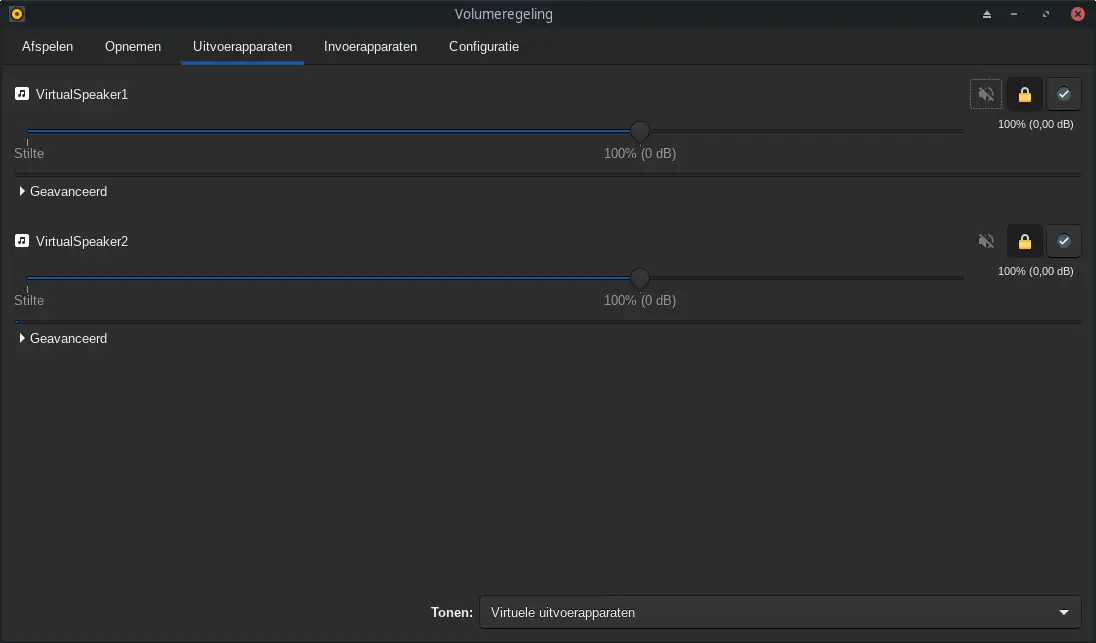 Volumeregeling
Afspelen Opnemen Uitvoerapparaten Invoerapparaten Configuratie
VirtualSpeaker1
100% (0,00 dB)
Stilte 100% (0 dB)
Geavanceerd
VirtualSpeaker2
100% (0,00 dB)
Stilte 100% (0 dB)
Geavanceerd
Tonen: Virtuele uitvoerapparaten